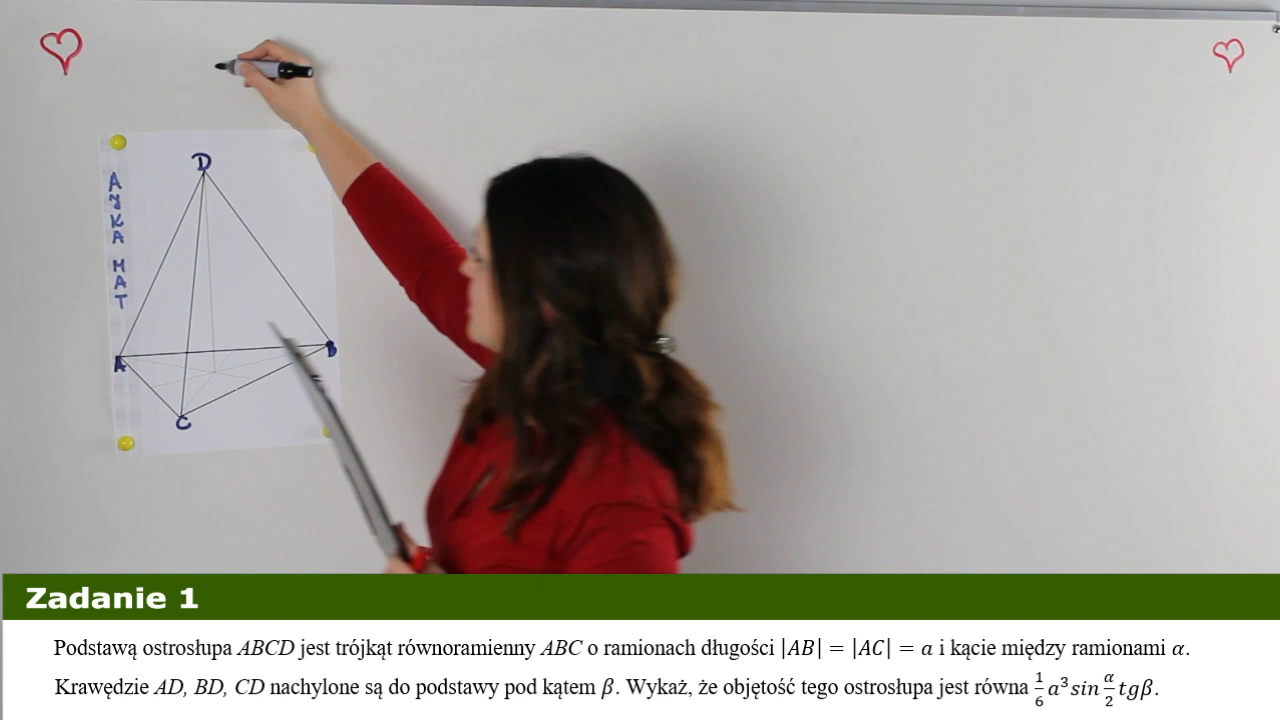 D
AJKA MAT
A
B
C
Zadanie 1
Podstawą ostrosłupa ABCD jest trójkąt równoramienny ABC o ramionach długości |AB| = |AC| = a i kącie między ramionami α.
Krawędzie AD, BD, CD nachylone są do podstawy pod kątem β. Wykaż, że objętość tego ostrosłupa jest równa 1/6 a³ sin α/2 tgβ.